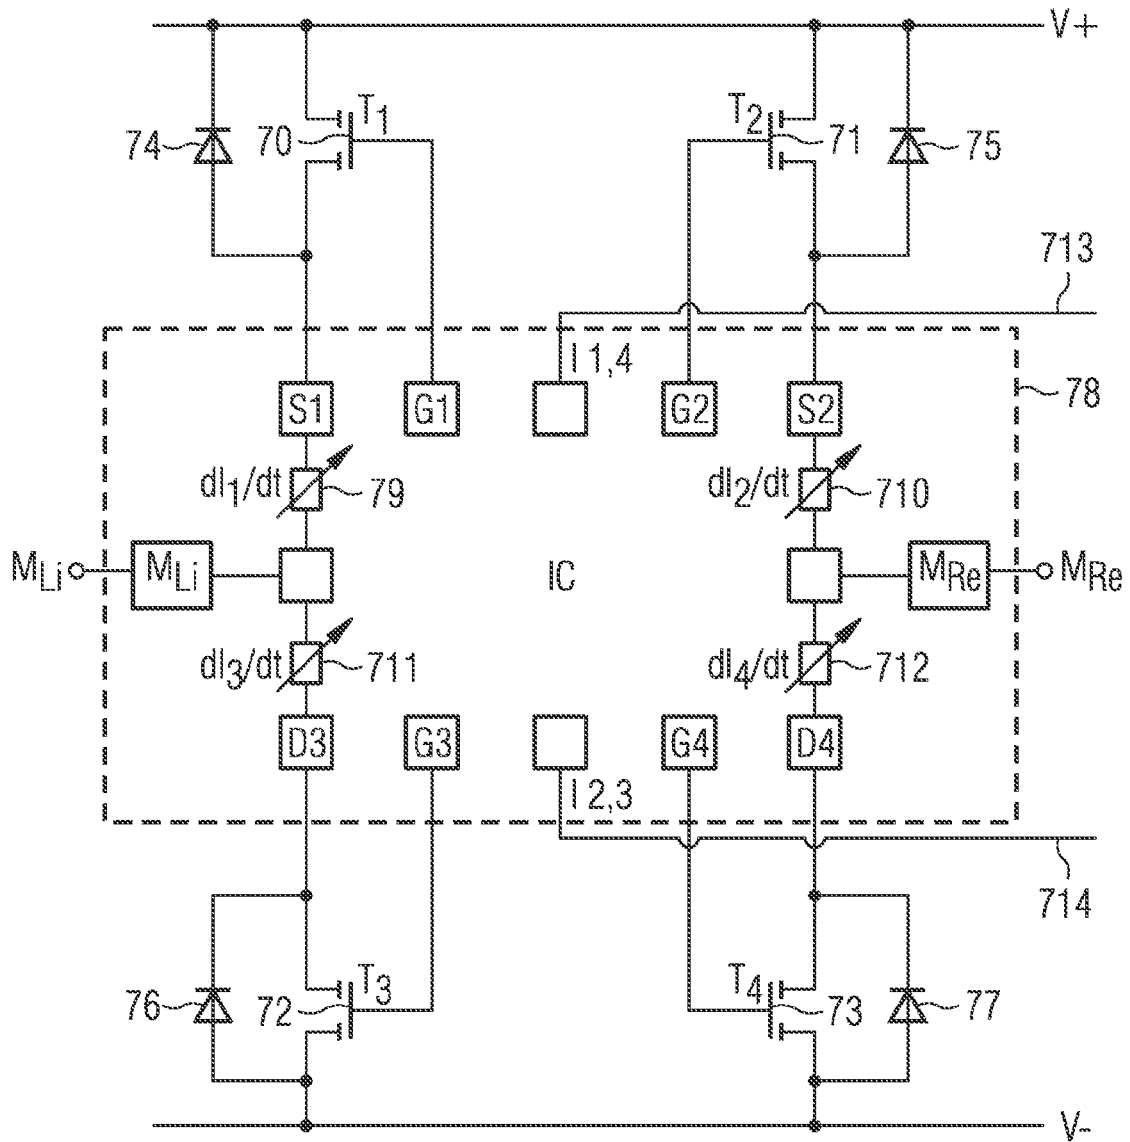 V+
T1 T2
74 70 71 75
713
I 1,4
78
S1 G1 G2 S2
dI1/dt 79 dI2/dt 710
MLi MLi IC MRe MRe
dI3/dt 711 dI4/dt 712
D3 G3 G4 D4
I 2,3
714
T3 T4
76 72 73 77
V-